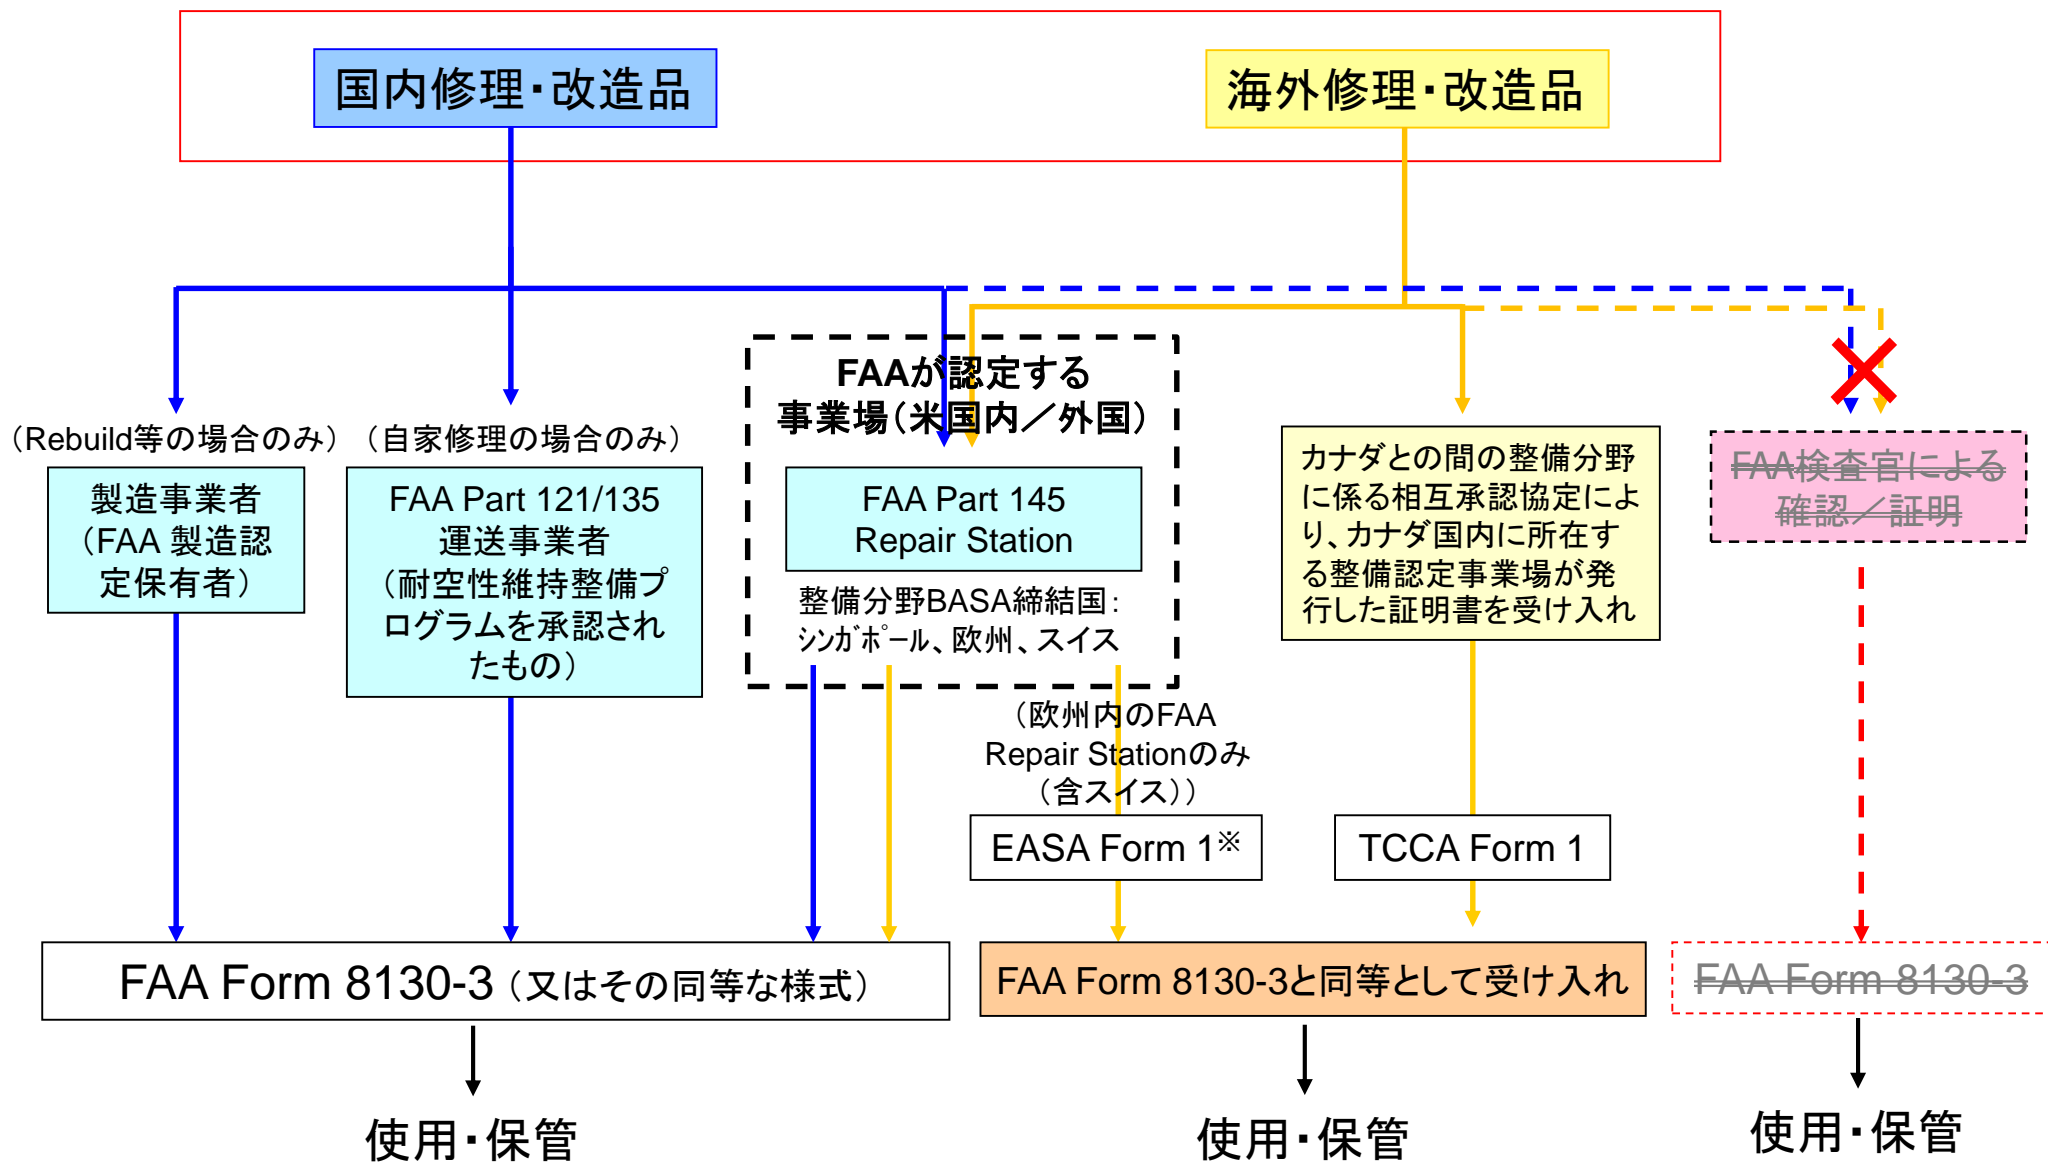 国内修理・改造品
海外修理・改造品
FAAが認定する
事業場（米国内／外国）
（Rebuild等の場合のみ）
（自家修理の場合のみ）
製造事業者
（FAA 製造認
定保有者）
FAA Part 121/135
運送事業者
（耐空性維持整備プ
ログラムを承認され
たもの）
FAA Part 145
Repair Station
整備分野BASA締結国：
ｼﾝｶﾞﾎﾟｰル、欧州、スイス
カナダとの間の整備分野
に係る相互承認協定によ
り、カナダ国内に所在す
る整備認定事業場が発
行した証明書を受け入れ
FAA検査官による
確認／証明
（欧州内のFAA
Repair Stationのみ
（含スイス））
EASA Form 1※
TCCA Form 1
FAA Form 8130-3（又はその同等な様式）
FAA Form 8130-3と同等として受け入れ
FAA Form 8130-3
使用・保管
使用・保管
使用・保管